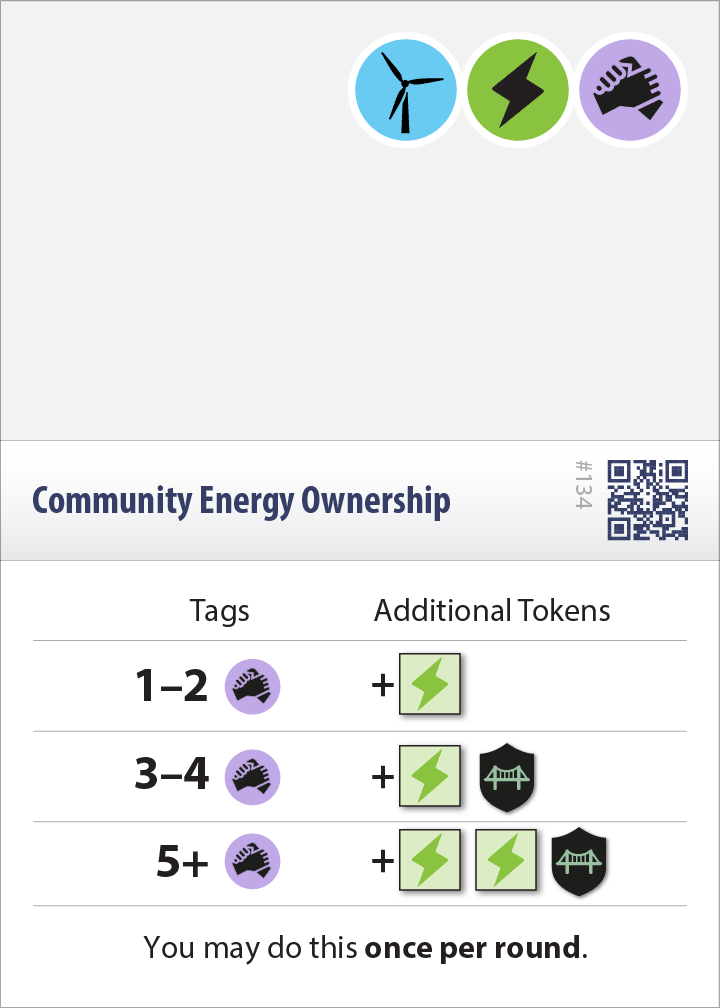 Community Energy Ownership
#134
Tags Additional Tokens
1–2 +
3–4 +
5+ +
You may do this once per round.